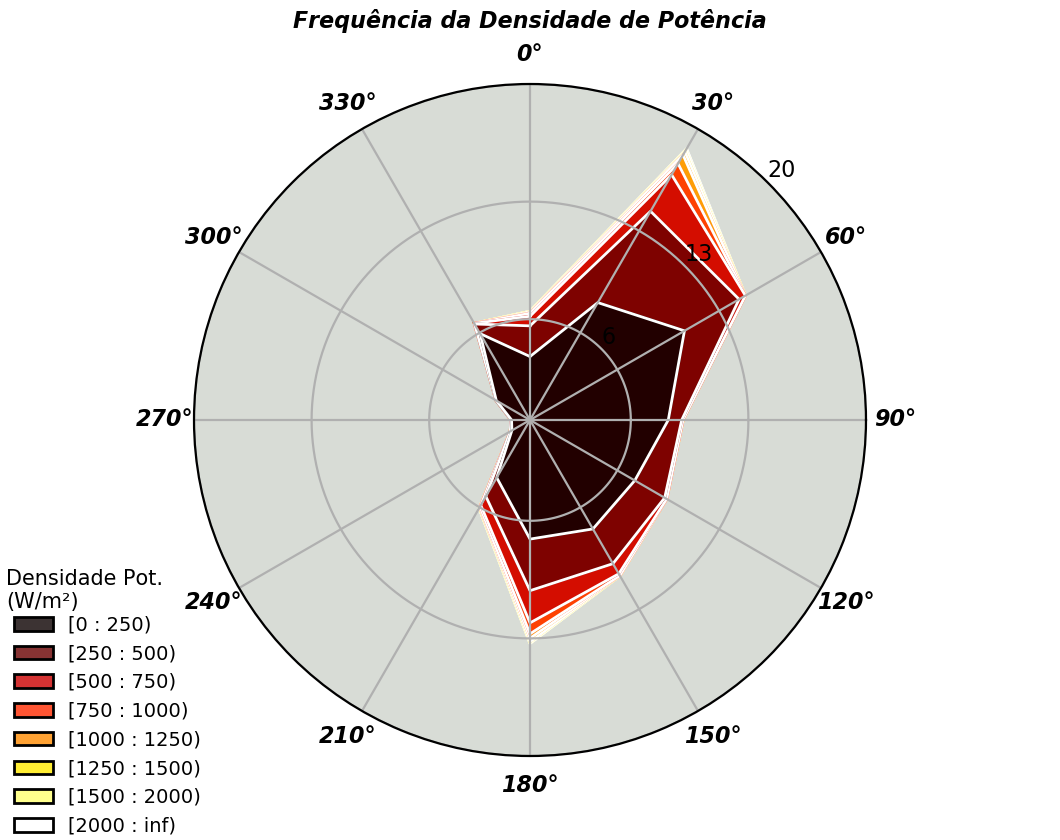 Frequência da Densidade de Potência
0°
330°
30°
20
300°
60°
13
6
270°
90°
240°
120°
210°
150°
180°
Densidade Pot.
(W/m²)
[0 : 250)
[250 : 500)
[500 : 750)
[750 : 1000)
[1000 : 1250)
[1250 : 1500)
[1500 : 2000)
[2000 : inf)